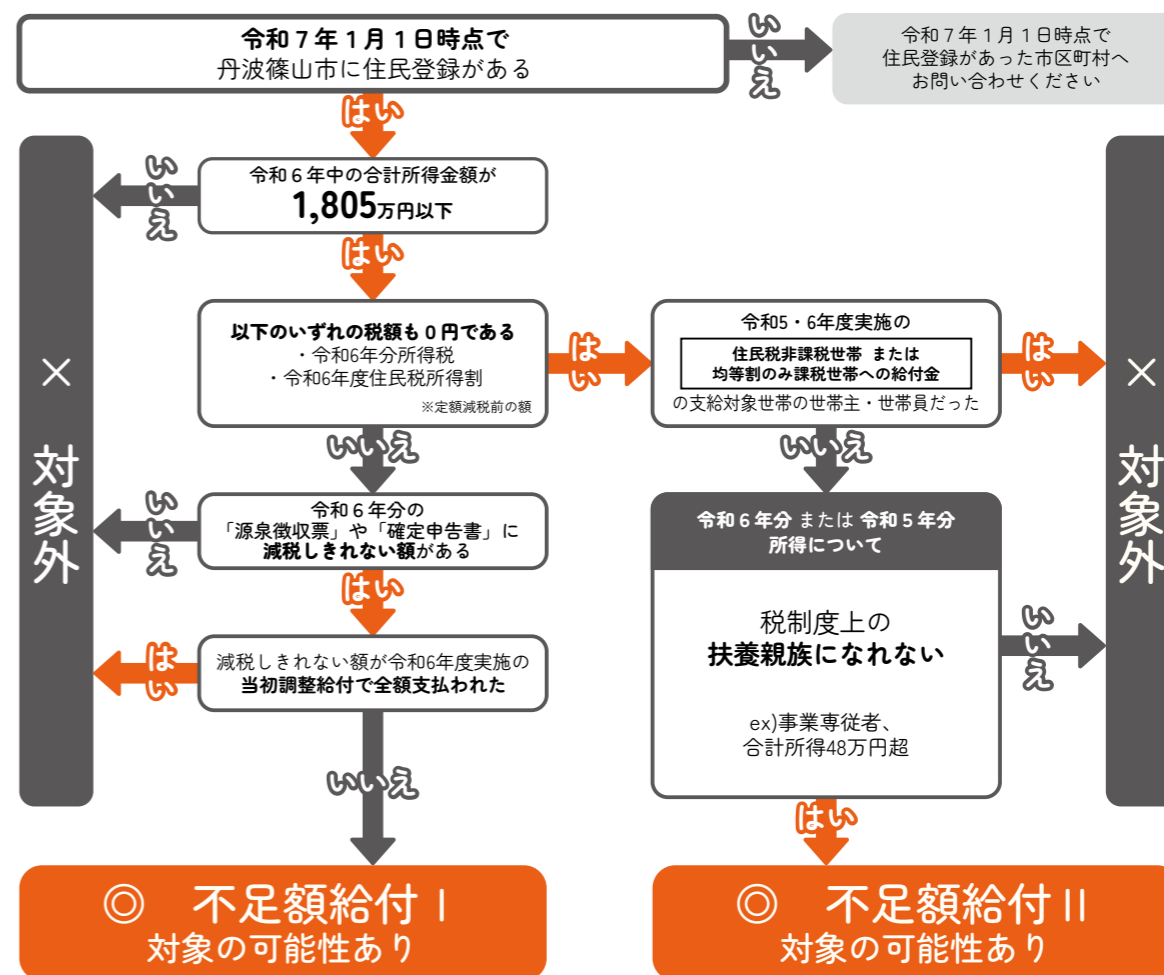 令和7年1月1日時点で
丹波篠山市に住民登録がある
いいえ
令和7年1月1日時点で
住民登録があった市区町村へ
お問い合わせください
はい
令和6年中の合計所得金額が
1,805万円以下
いいえ
はい
以下のいずれの税額も0円である
・令和6年分所得税
・令和6年度住民税所得割
※定額減税前の額
はい
令和5・6年度実施の
住民税非課税世帯 または
均等割のみ課税世帯への給付金
の支給対象世帯の世帯主・世帯員だった
はい
いいえ
いいえ
令和6年分の
「源泉徴収票」や「確定申告書」に
減税しきれない額がある
いいえ
はい
減税しきれない額が令和6年度実施の
当初調整給付で全額支払われた
はい
いいえ
令和6年分 または 令和5年分
所得について
税制度上の
扶養親族になれない
ex)事業専従者、
合計所得48万円超
いいえ
はい
× 対象外
× 対象外
◎ 不足額給付Ⅰ
対象の可能性あり
◎ 不足額給付Ⅱ
対象の可能性あり